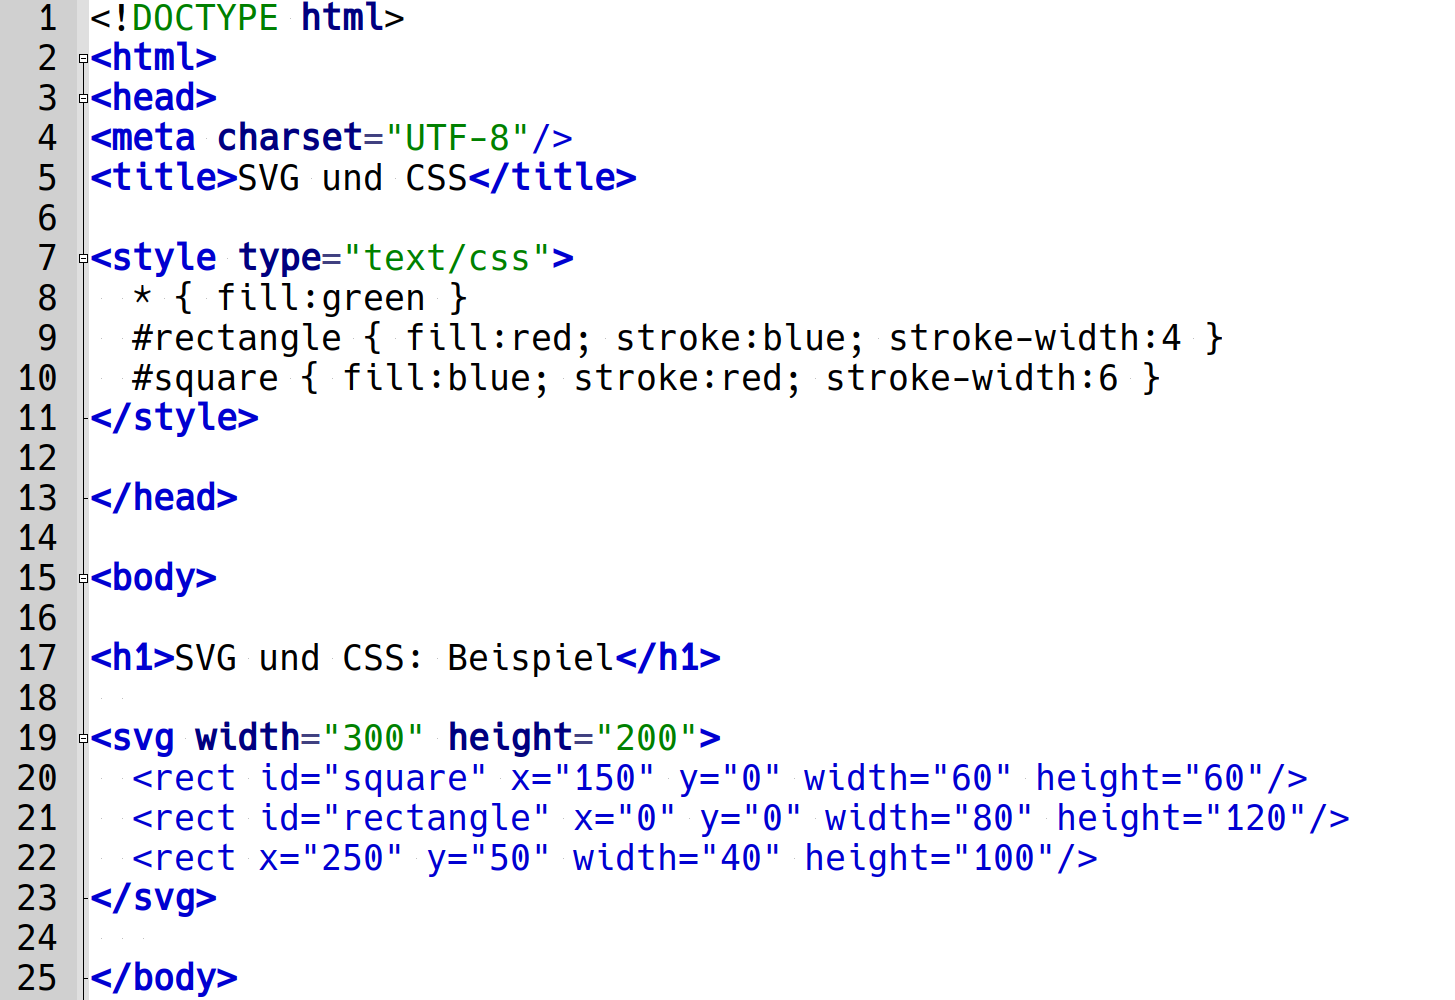 1 <!DOCTYPE html>
2 <html>
3 <head>
4 <meta charset="UTF-8"/>
5 <title>SVG und CSS</title>
6
7 <style type="text/css">
8   * { fill:green }
9   #rectangle { fill:red; stroke:blue; stroke-width:4 }
10   #square { fill:blue; stroke:red; stroke-width:6 }
11 </style>
12
13 </head>
14
15 <body>
16
17 <h1>SVG und CSS: Beispiel</h1>
18
19 <svg width="300" height="200">
20   <rect id="square" x="150" y="0" width="60" height="60"/>
21   <rect id="rectangle" x="0" y="0" width="80" height="120"/>
22   <rect x="250" y="50" width="40" height="100"/>
23 </svg>
24
25 </body>